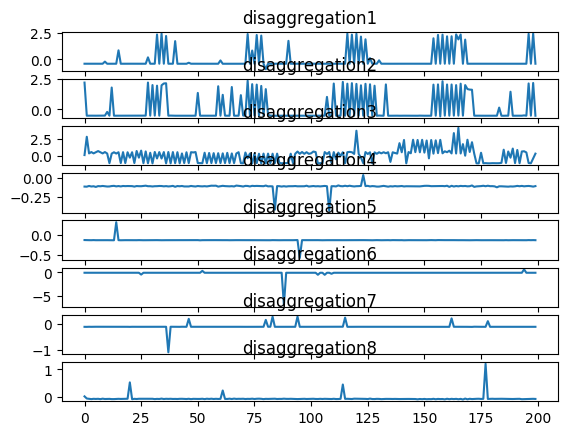 disaggregation1
2.5
0.0
disaggregation2
2.5
0.0
disaggregation3
2.5
0.0
disaggregation4
0.00
−0.25
disaggregation5
0.0
−0.5
disaggregation6
0
−5
disaggregation7
0
−1
disaggregation8
1
0
0 25 50 75 100 125 150 175 200